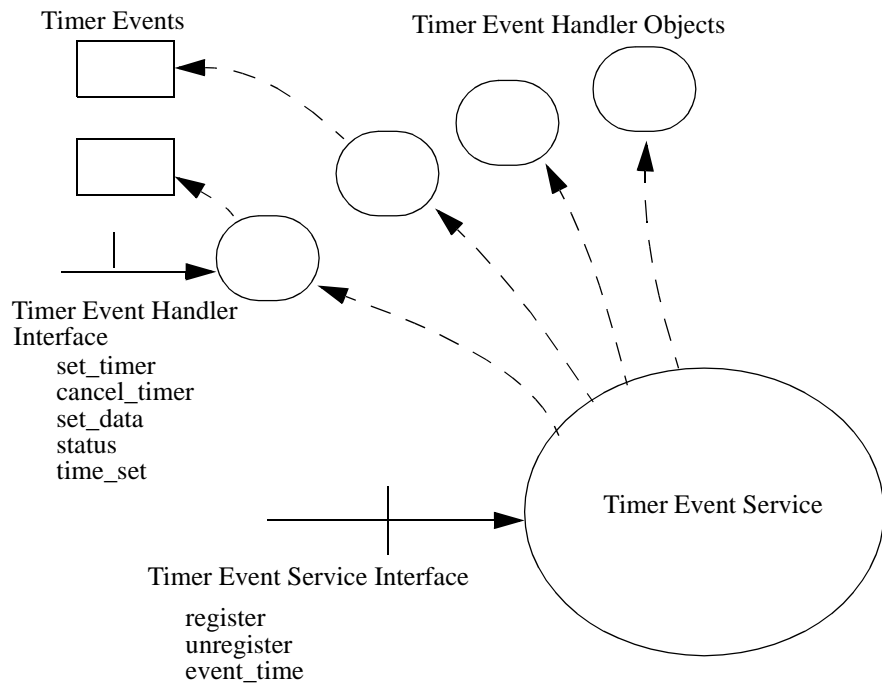 Timer Events
Timer Event Handler Objects
Timer Event Handler
Interface
set_timer
cancel_timer
set_data
status
time_set
Timer Event Service
Timer Event Service Interface
register
unregister
event_time